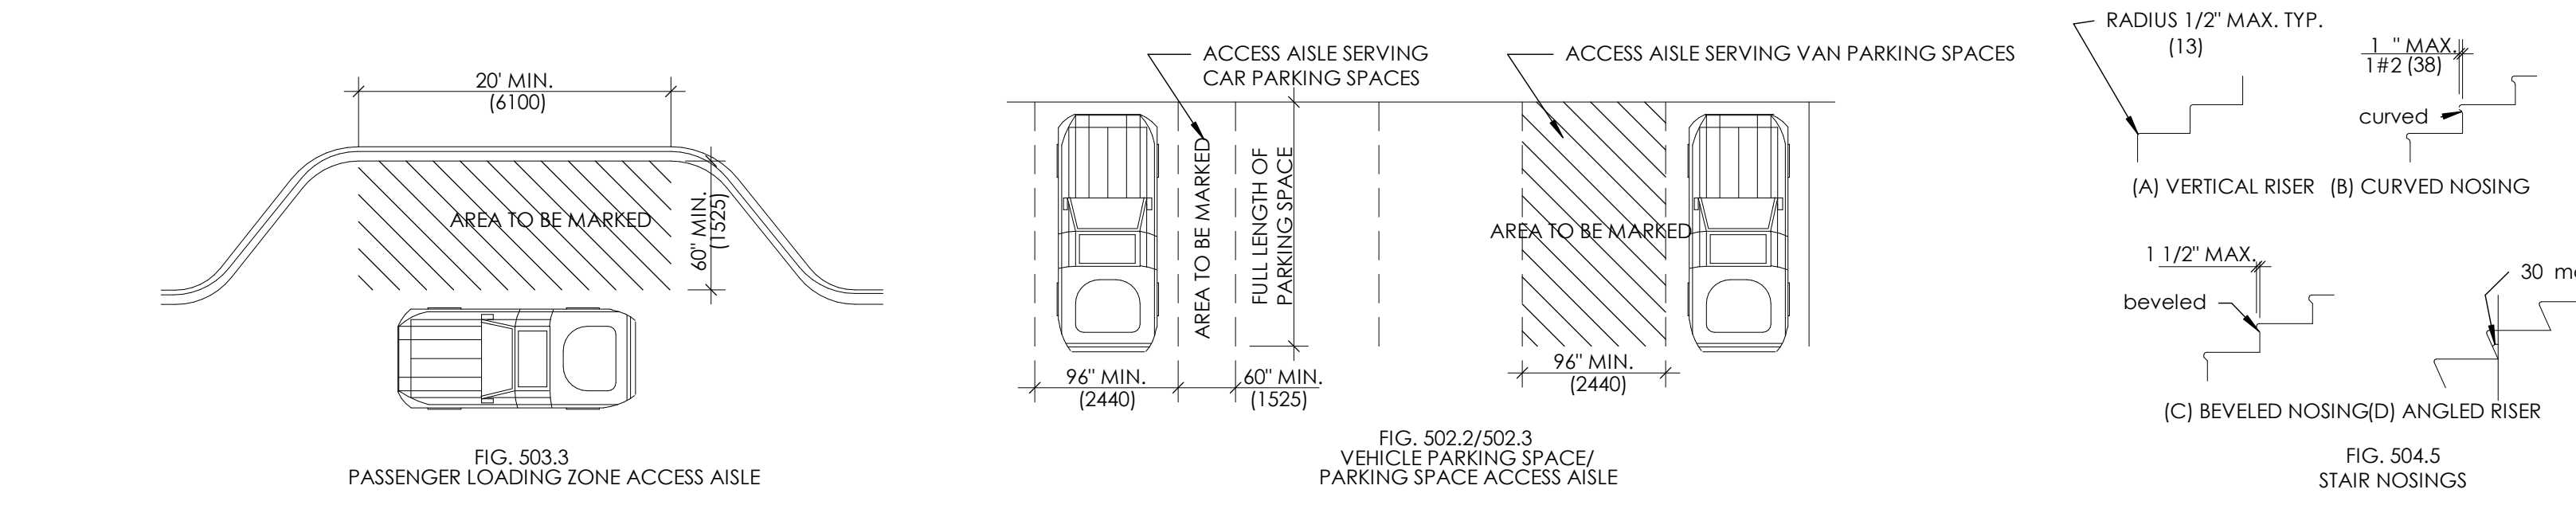 20' MIN.
(6100)
AREA TO BE MARKED
60" MIN.
(1525)
FIG. 503.3
PASSENGER LOADING ZONE ACCESS AISLE
ACCESS AISLE SERVING
CAR PARKING SPACES
ACCESS AISLE SERVING VAN PARKING SPACES
AREA TO BE MARKED
FULL LENGTH OF
PARKING SPACE
AREA TO BE MARKED
96" MIN.
(2440)
60" MIN.
(1525)
96" MIN.
(2440)
FIG. 502.2/502.3
VEHICLE PARKING SPACE/
PARKING SPACE ACCESS AISLE
RADIUS 1/2" MAX. TYP.
(13)
1 " MAX.
1#2 (38)
curved
(A) VERTICAL RISER
(B) CURVED NOSING
1 1/2" MAX.
beveled
30
(C) BEVELED NOSING
(D) ANGLED RISER
FIG. 504.5
STAIR NOSINGS